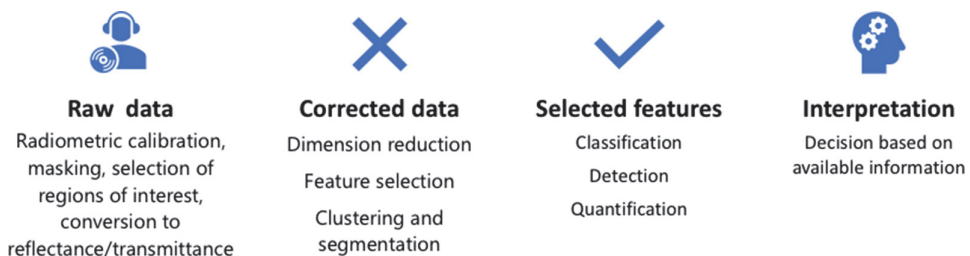 Raw data
Radiometric calibration,
masking, selection of
regions of interest,
conversion to
reflectance/transmittance
Corrected data
Dimension reduction
Feature selection
Clustering and
segmentation
Selected features
Classification
Detection
Quantification
Interpretation
Decision based on
available information